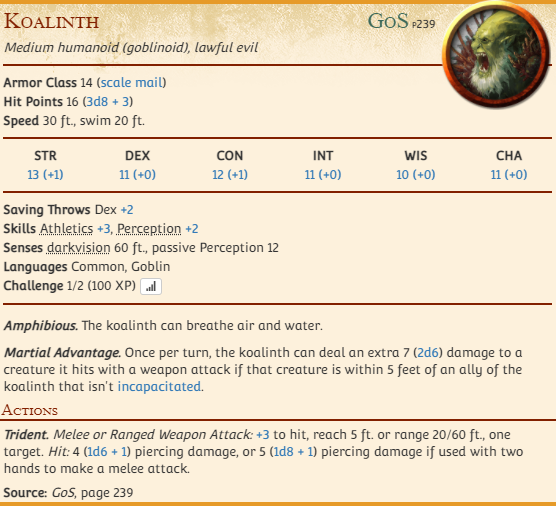 Koalinth GoS P239
Medium humanoid (goblinoid), lawful evil
Armor Class 14 (scale mail)
Hit Points 16 (3d8 + 3)
Speed 30 ft., swim 20 ft.
STR DEX CON INT WIS CHA
13 (+1) 11 (+0) 12 (+1) 11 (+0) 10 (+0) 11 (+0)
Saving Throws Dex +2
Skills Athletics +3, Perception +2
Senses darkvision 60 ft., passive Perception 12
Languages Common, Goblin
Challenge 1/2 (100 XP)
Amphibious. The koalinth can breathe air and water.
Martial Advantage. Once per turn, the koalinth can deal an extra 7 (2d6) damage to a
creature it hits with a weapon attack if that creature is within 5 feet of an ally of the
koalinth that isn't incapacitated.
Actions
Trident. Melee or Ranged Weapon Attack: +3 to hit, reach 5 ft. or range 20/60 ft., one
target. Hit: 4 (1d6 + 1) piercing damage, or 5 (1d8 + 1) piercing damage if used with two
hands to make a melee attack.
Source: GoS, page 239